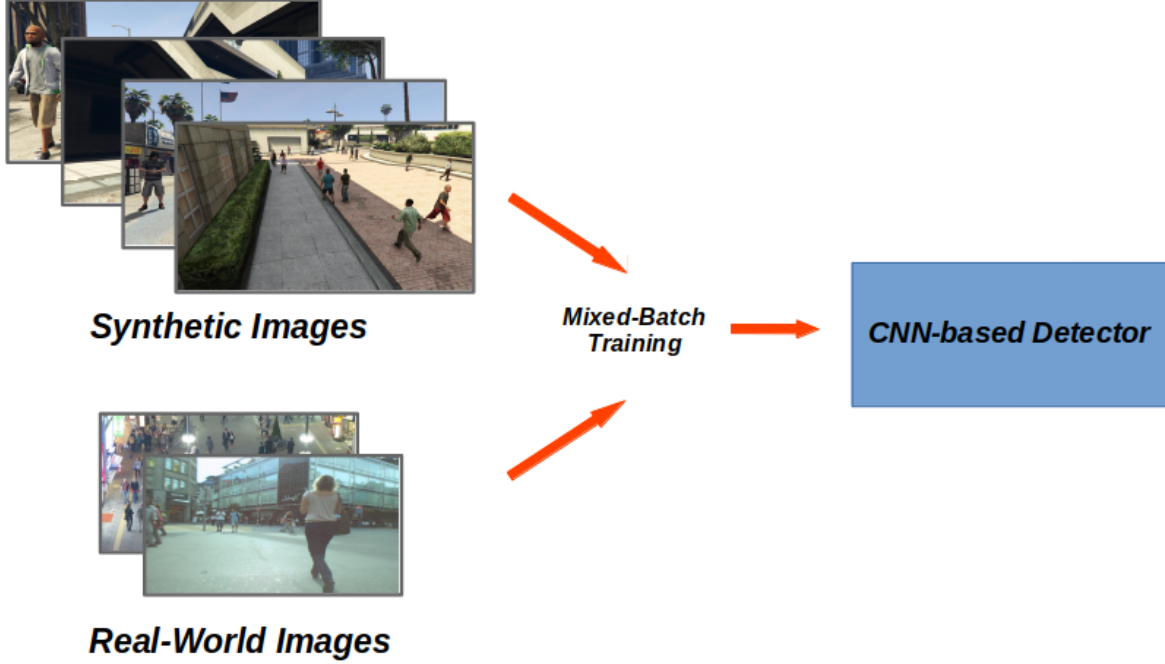 Synthetic Images
Mixed-Batch
Training
CNN-based Detector
Real-World Images